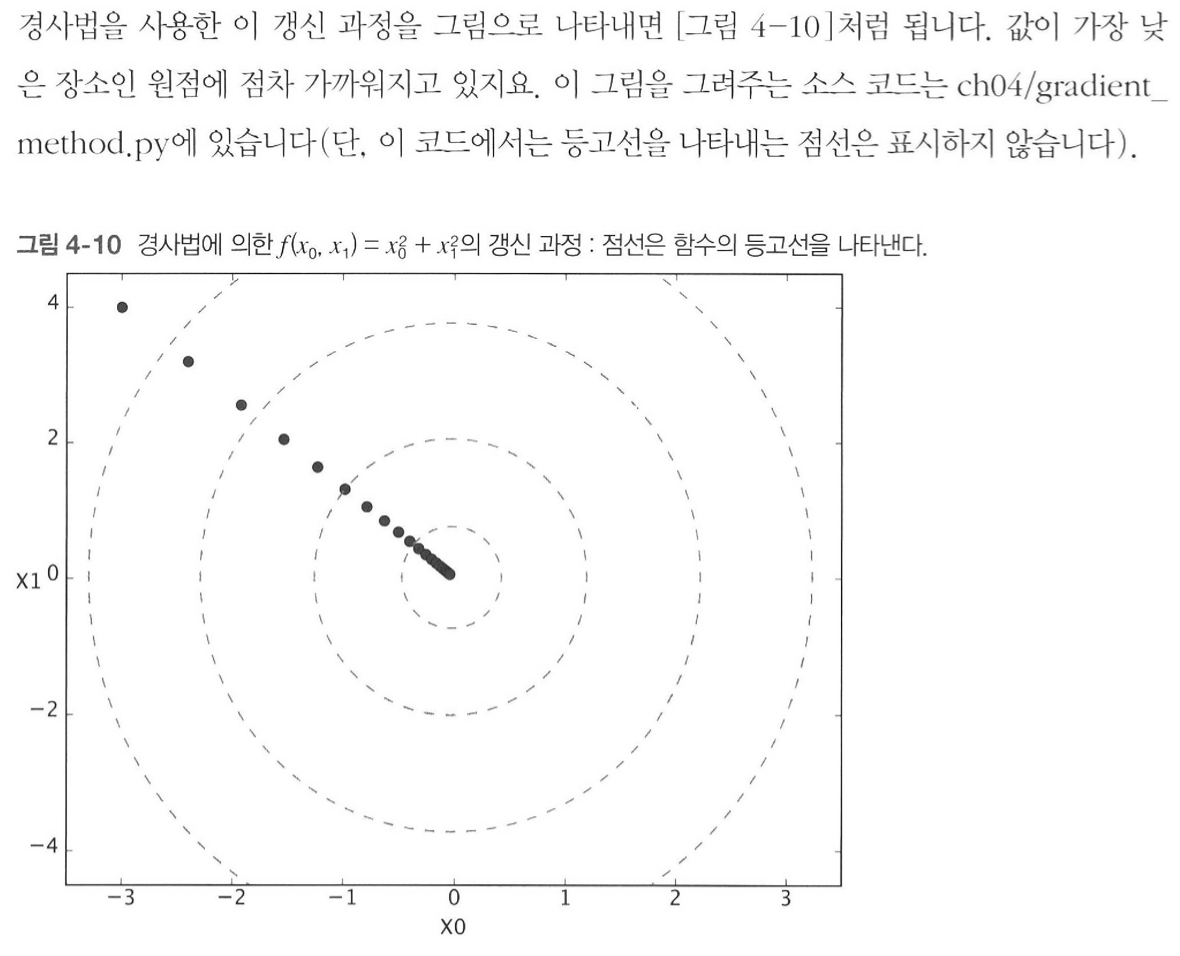 경사법을 사용한 이 갱신 과정을 그림으로 나타내면 [그림 4-10]처럼 됩니다. 값이 가장 낮
은 장소인 원점에 점차 가까워지고 있지요. 이 그림을 그려주는 소스 코드는 ch04/gradient_
method.py에 있습니다(단, 이 코드에서는 등고선을 나타내는 점선은 표시하지 않습니다).
그림 4-10 경사법에 의한 f(x₀, x₁) = x₀² + x₁²의 갱신 과정 : 점선은 함수의 등고선을 나타낸다.
4
2
X1 0
−2
−4
−3 −2 −1 0 1 2 3
X0